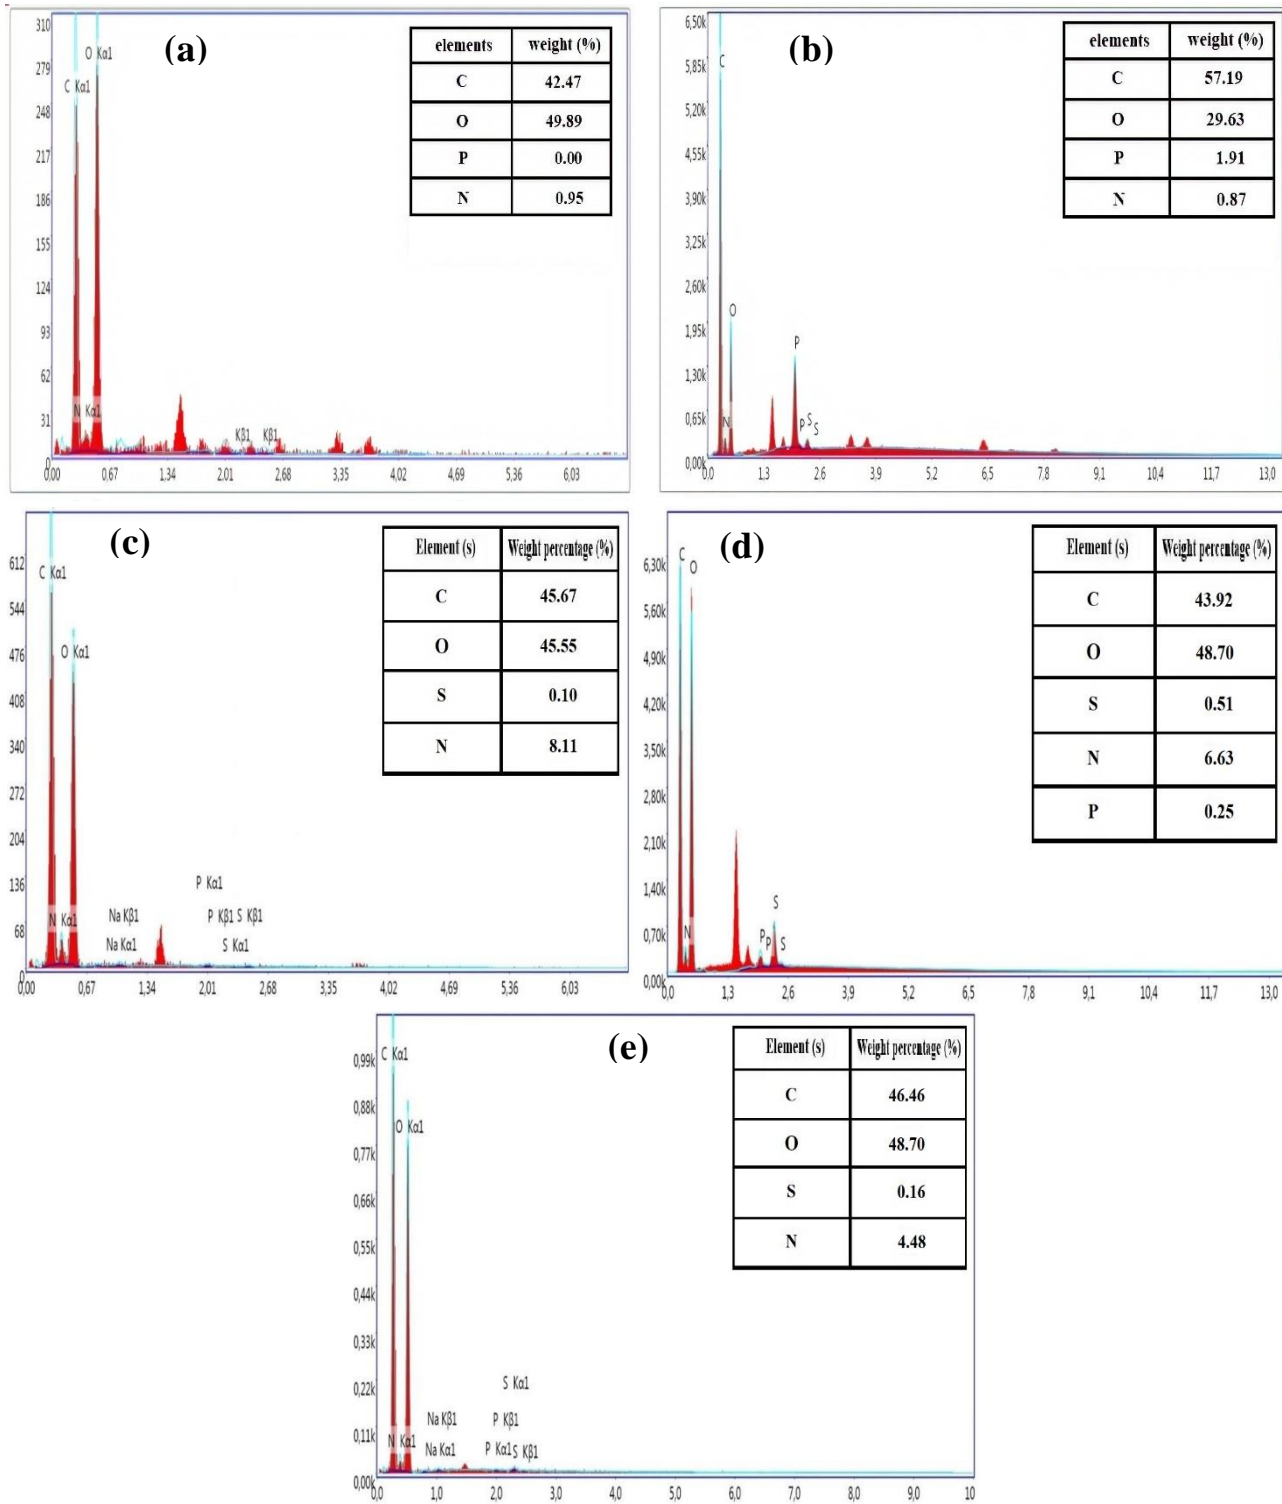 (a)
310
279
248
217
186
155
124
93
62
31
0
C Kα1
O Kα1
N Kα1
Kβ1 Kβ1
0,00 0,67 1,34 2,01 2,68 3,35 4,02 4,69 5,36 6,03
elements weight (%)
C 42.47
O 49.89
P 0.00
N 0.95
(b)
6,50k
5,85k
5,20k
4,55k
3,90k
3,25k
2,60k
1,95k
1,30k
0,65k
0,00k
C
O
N
P
P S S
0,0 1,3 2,6 3,9 5,2 6,5 7,8 9,1 10,4 11,7 13,0
elements weight (%)
C 57.19
O 29.63
P 1.91
N 0.87
(c)
612
544
476
408
340
272
204
136
68
0
C Kα1
O Kα1
N Kα1
P Kα1
Na Kβ1 P Kβ1 S Kβ1
Na Kα1 S Kα1
0,00 0,67 1,34 2,01 2,68 3,35 4,02 4,69 5,36 6,03
Element (s) Weight percentage (%)
C 45.67
O 45.55
S 0.10
N 8.11
(d)
6,30k
5,60k
4,90k
4,20k
3,50k
2,80k
2,10k
1,40k
0,70k
0,00k
C O
N
S
P P S
0,0 1,3 2,6 3,9 5,2 6,5 7,8 9,1 10,4 11,7 13,0
Element (s) Weight percentage (%)
C 43.92
O 48.70
S 0.51
N 6.63
P 0.25
(e)
0,99k
0,88k
0,77k
0,66k
0,55k
0,44k
0,33k
0,22k
0,11k
0,00k
C Kα1
O Kα1
N Kα1
S Kα1
Na Kβ1 P Kβ1
Na Kα1 P Kα1 S Kβ1
0,0 1,0 2,0 3,0 4,0 5,0 6,0 7,0 8,0 9,0 10
Element (s) Weight percentage (%)
C 46.46
O 48.70
S 0.16
N 4.48